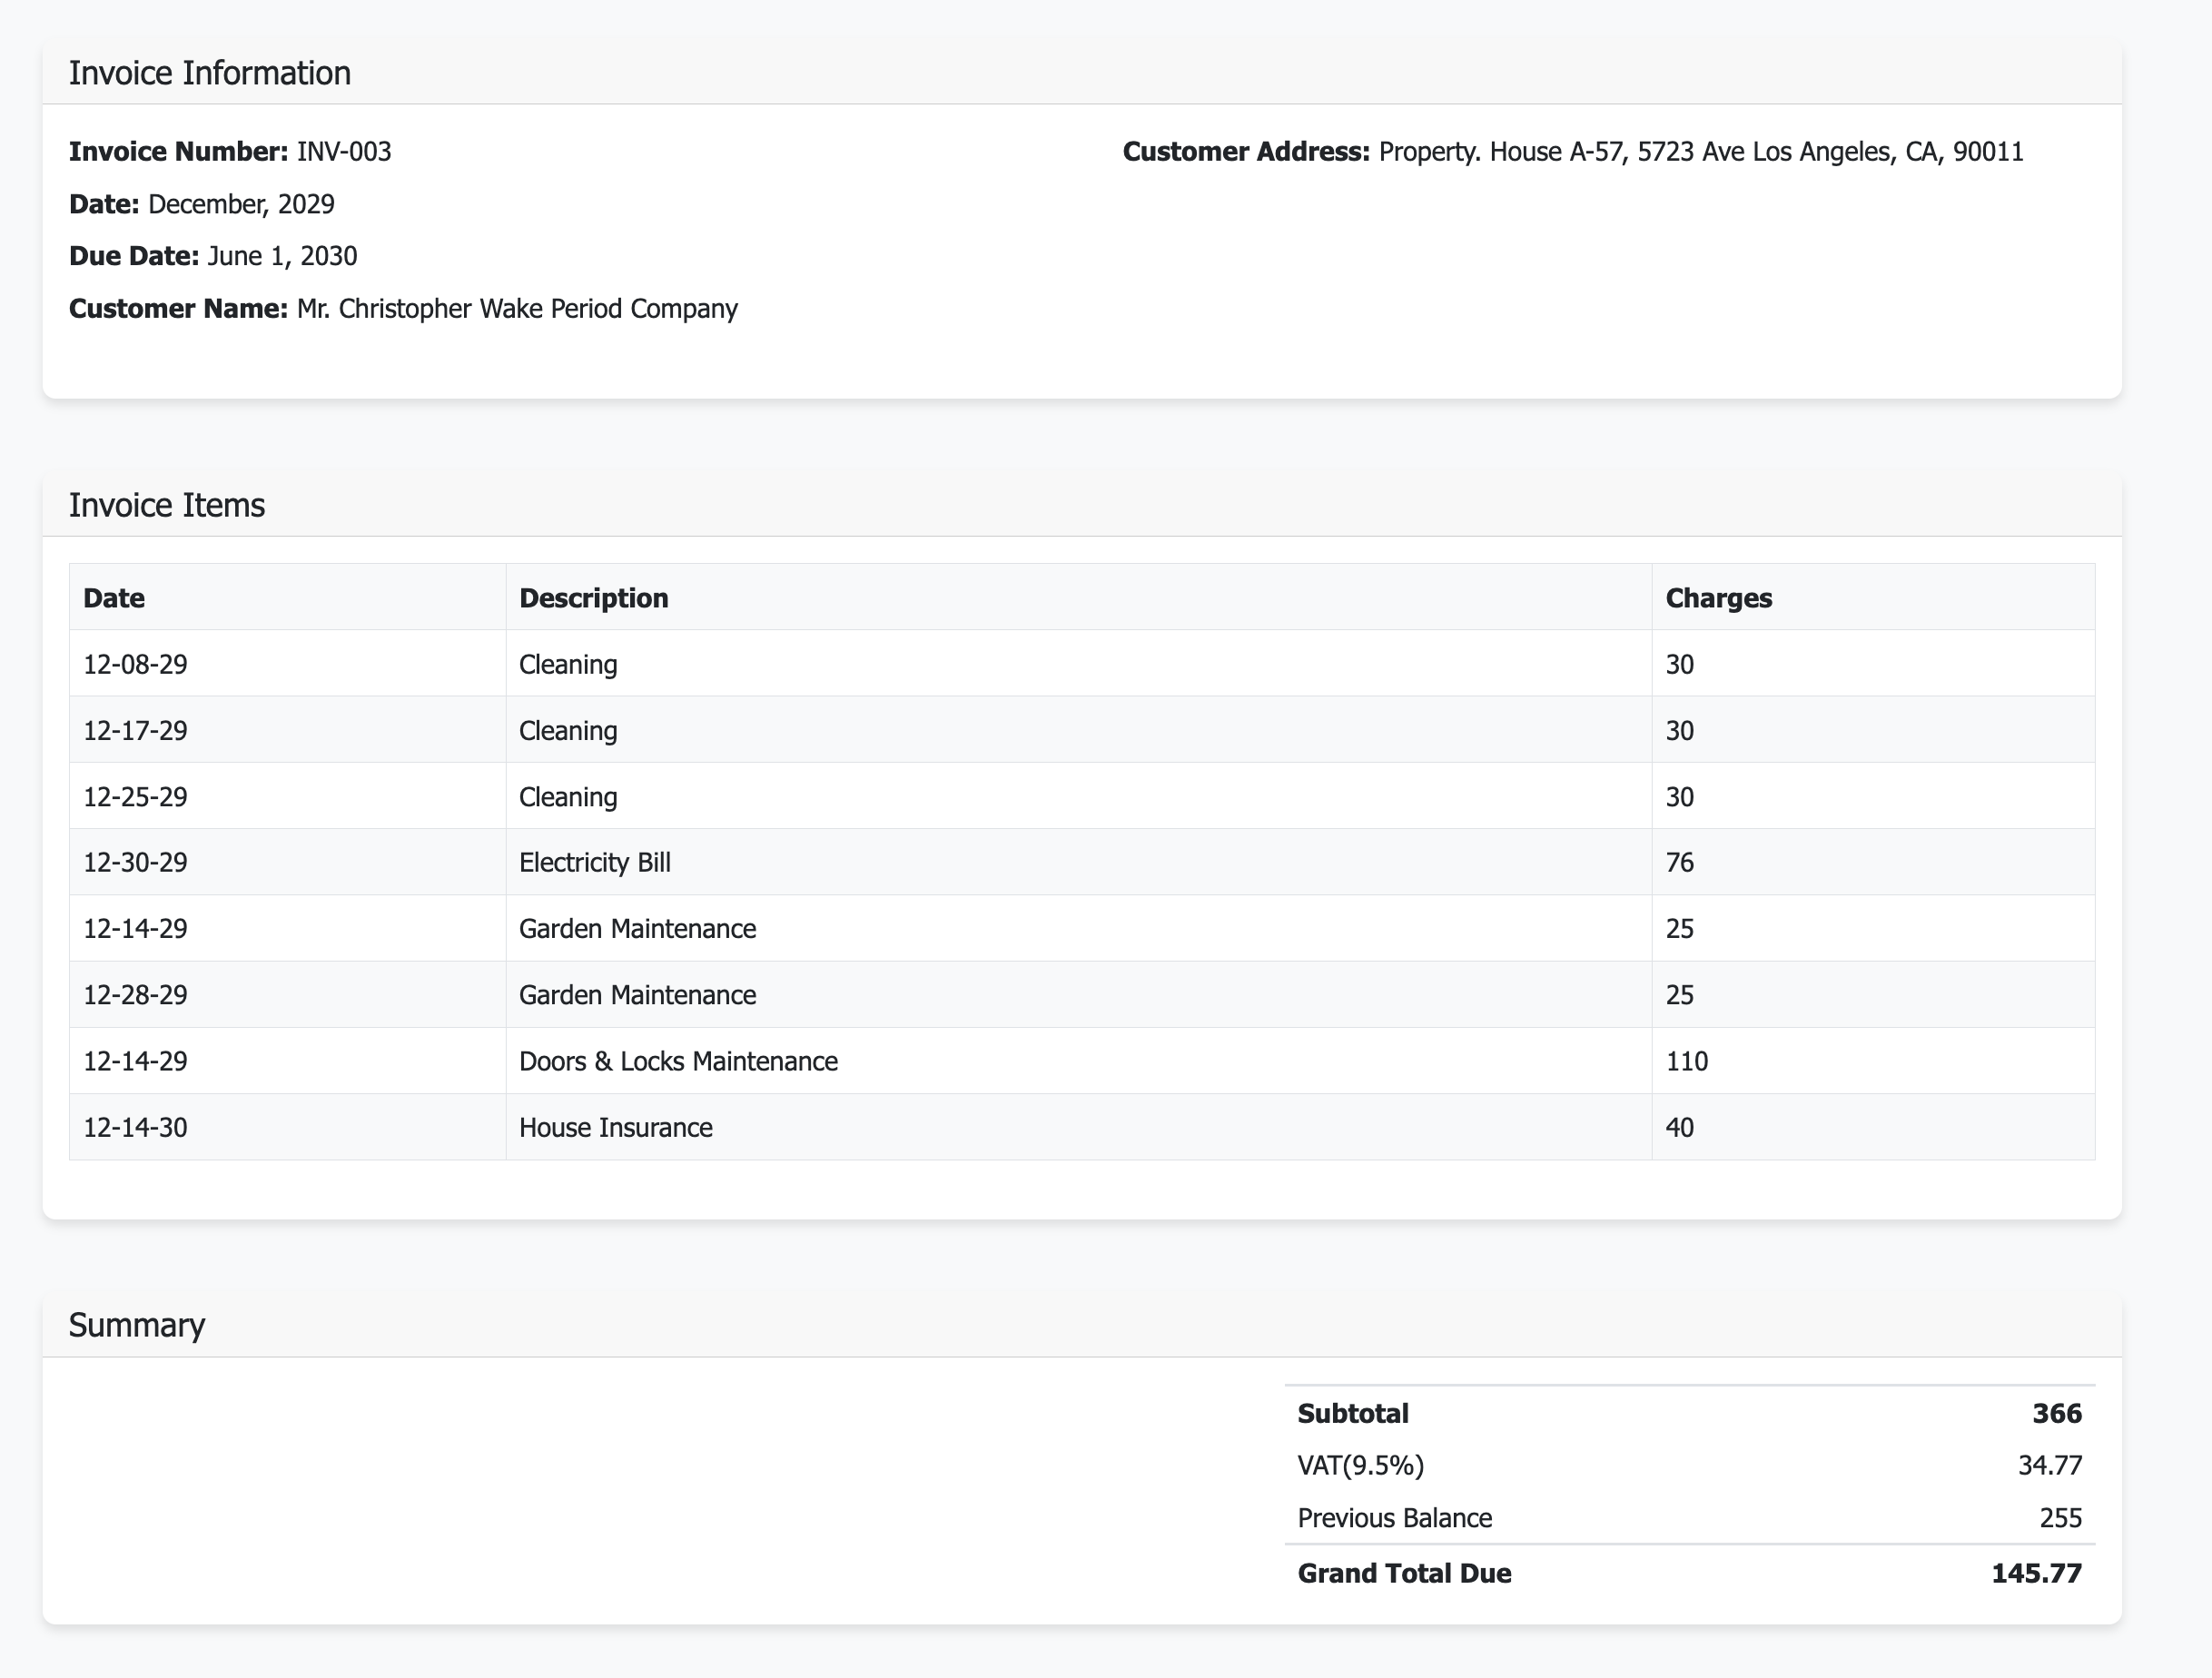 Invoice Information
Invoice Number: INV-003
Customer Address: Property. House A-57, 5723 Ave Los Angeles, CA, 90011
Date: December, 2029
Due Date: June 1, 2030
Customer Name: Mr. Christopher Wake Period Company
Invoice Items
Date Description Charges
12-08-29 Cleaning 30
12-17-29 Cleaning 30
12-25-29 Cleaning 30
12-30-29 Electricity Bill 76
12-14-29 Garden Maintenance 25
12-28-29 Garden Maintenance 25
12-14-29 Doors & Locks Maintenance 110
12-14-30 House Insurance 40
Summary
Subtotal 366
VAT(9.5%) 34.77
Previous Balance 255
Grand Total Due 145.77